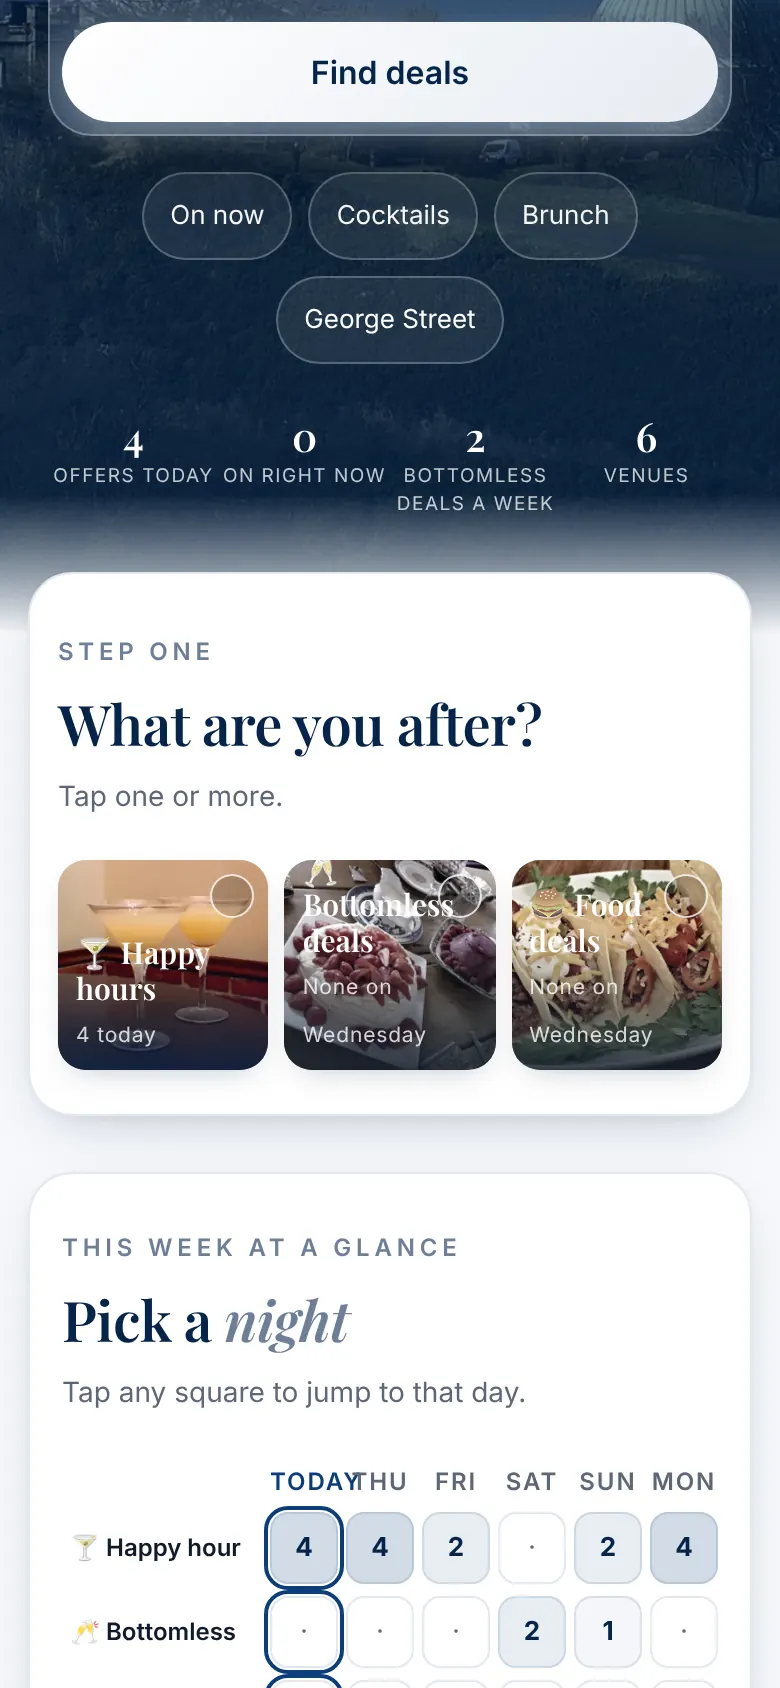 Find deals
On now
Cocktails
Brunch
George Street
4
OFFERS TODAY
0
ON RIGHT NOW
2
BOTTOMLESS
DEALS A WEEK
6
VENUES
STEP ONE
What are you after?
Tap one or more.
🍸 Happy
hours
4 today
🥂
Bottomless
deals
None on
Wednesday
🍔 Food
deals
None on
Wednesday
THIS WEEK AT A GLANCE
Pick a night
Tap any square to jump to that day.
TODAY THU FRI SAT SUN MON
🍸 Happy hour 4 4 2 · 2 4
🥂 Bottomless · · · 2 1 ·